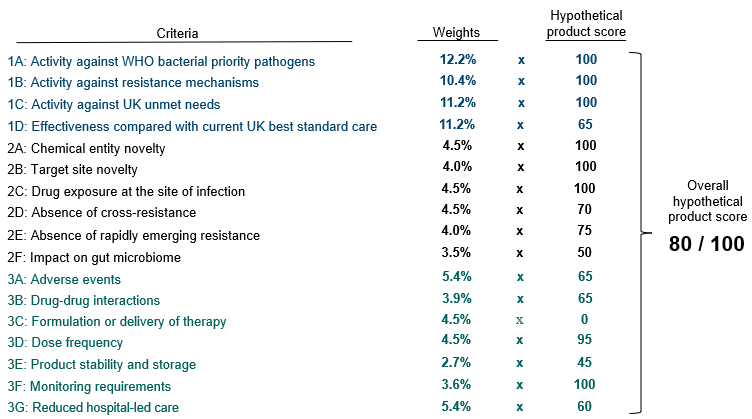 Criteria Weights Hypothetical
product score
1A: Activity against WHO bacterial priority pathogens 12.2% x 100
1B: Activity against resistance mechanisms 10.4% x 100
1C: Activity against UK unmet needs 11.2% x 100
1D: Effectiveness compared with current UK best standard care 11.2% x 65
2A: Chemical entity novelty 4.5% x 100
2B: Target site novelty 4.0% x 100
2C: Drug exposure at the site of infection 4.5% x 100
2D: Absence of cross-resistance 4.5% x 70
2E: Absence of rapidly emerging resistance 4.0% x 75
2F: Impact on gut microbiome 3.5% x 50
3A: Adverse events 5.4% x 65
3B: Drug-drug interactions 3.9% x 65
3C: Formulation or delivery of therapy 4.5% x 0
3D: Dose frequency 4.5% x 95
3E: Product stability and storage 2.7% x 45
3F: Monitoring requirements 3.6% x 100
3G: Reduced hospital-led care 5.4% x 60
Overall
hypothetical
product score
80 / 100